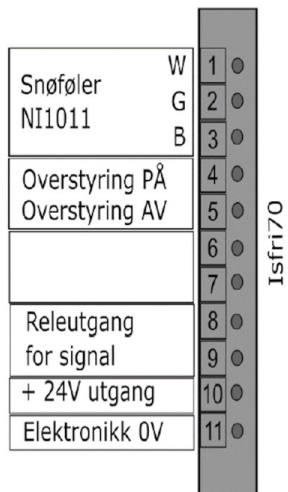 Snøføler
NI1011
W
G
B
Overstyring PÅ
Overstyring AV
Releutgang
for signal
+ 24V utgang
Elektronikk 0V
1
2
3
4
5
6
7
8
9
10
11
Isfri70